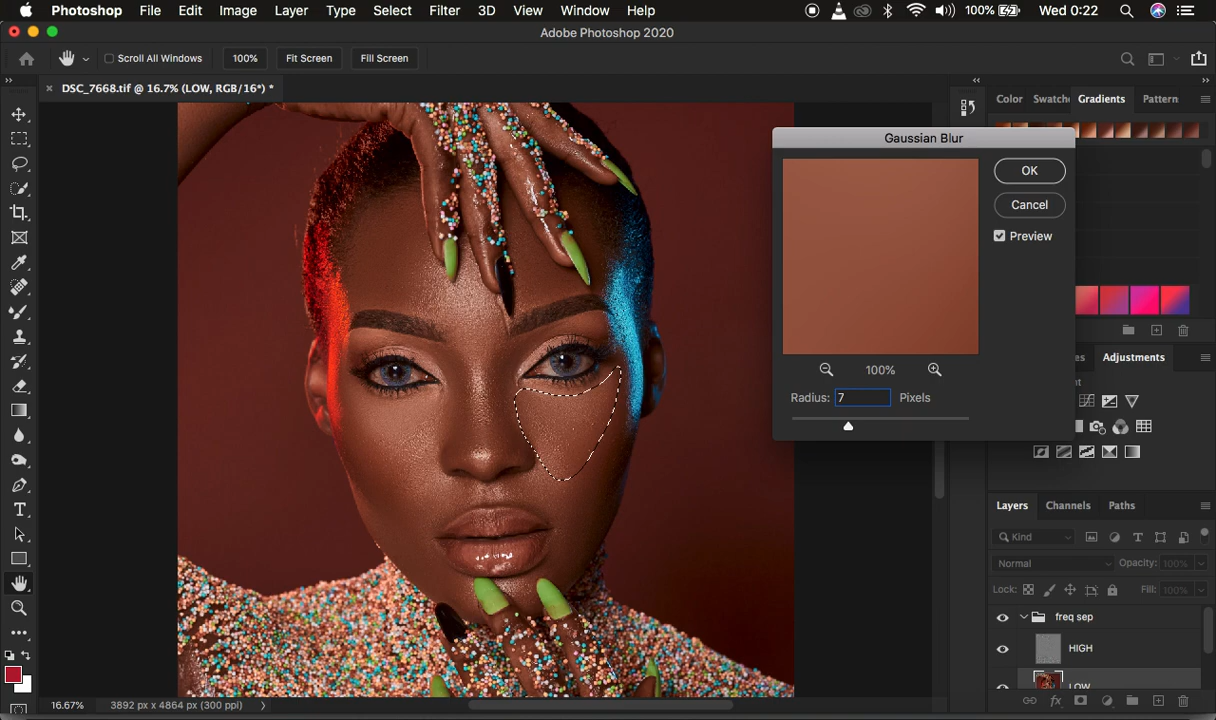 Photoshop File Edit Image Layer Type Select Filter 3D View Window Help 100% Wed 0:22
Adobe Photoshop 2020
Scroll All Windows 100% Fit Screen Fill Screen
DSC_7668.tif @ 16.7% (LOW, RGB/16*) *
Color Swatche Gradients Pattern
Gaussian Blur
OK
Cancel
Preview
100%
Radius: 7 Pixels
es Adjustments
nt
Layers Channels Paths
Kind
Normal Opacity: 100%
Lock: Fill: 100%
freq sep
HIGH
LOW
16.67% 3892 px x 4864 px (300 ppi)